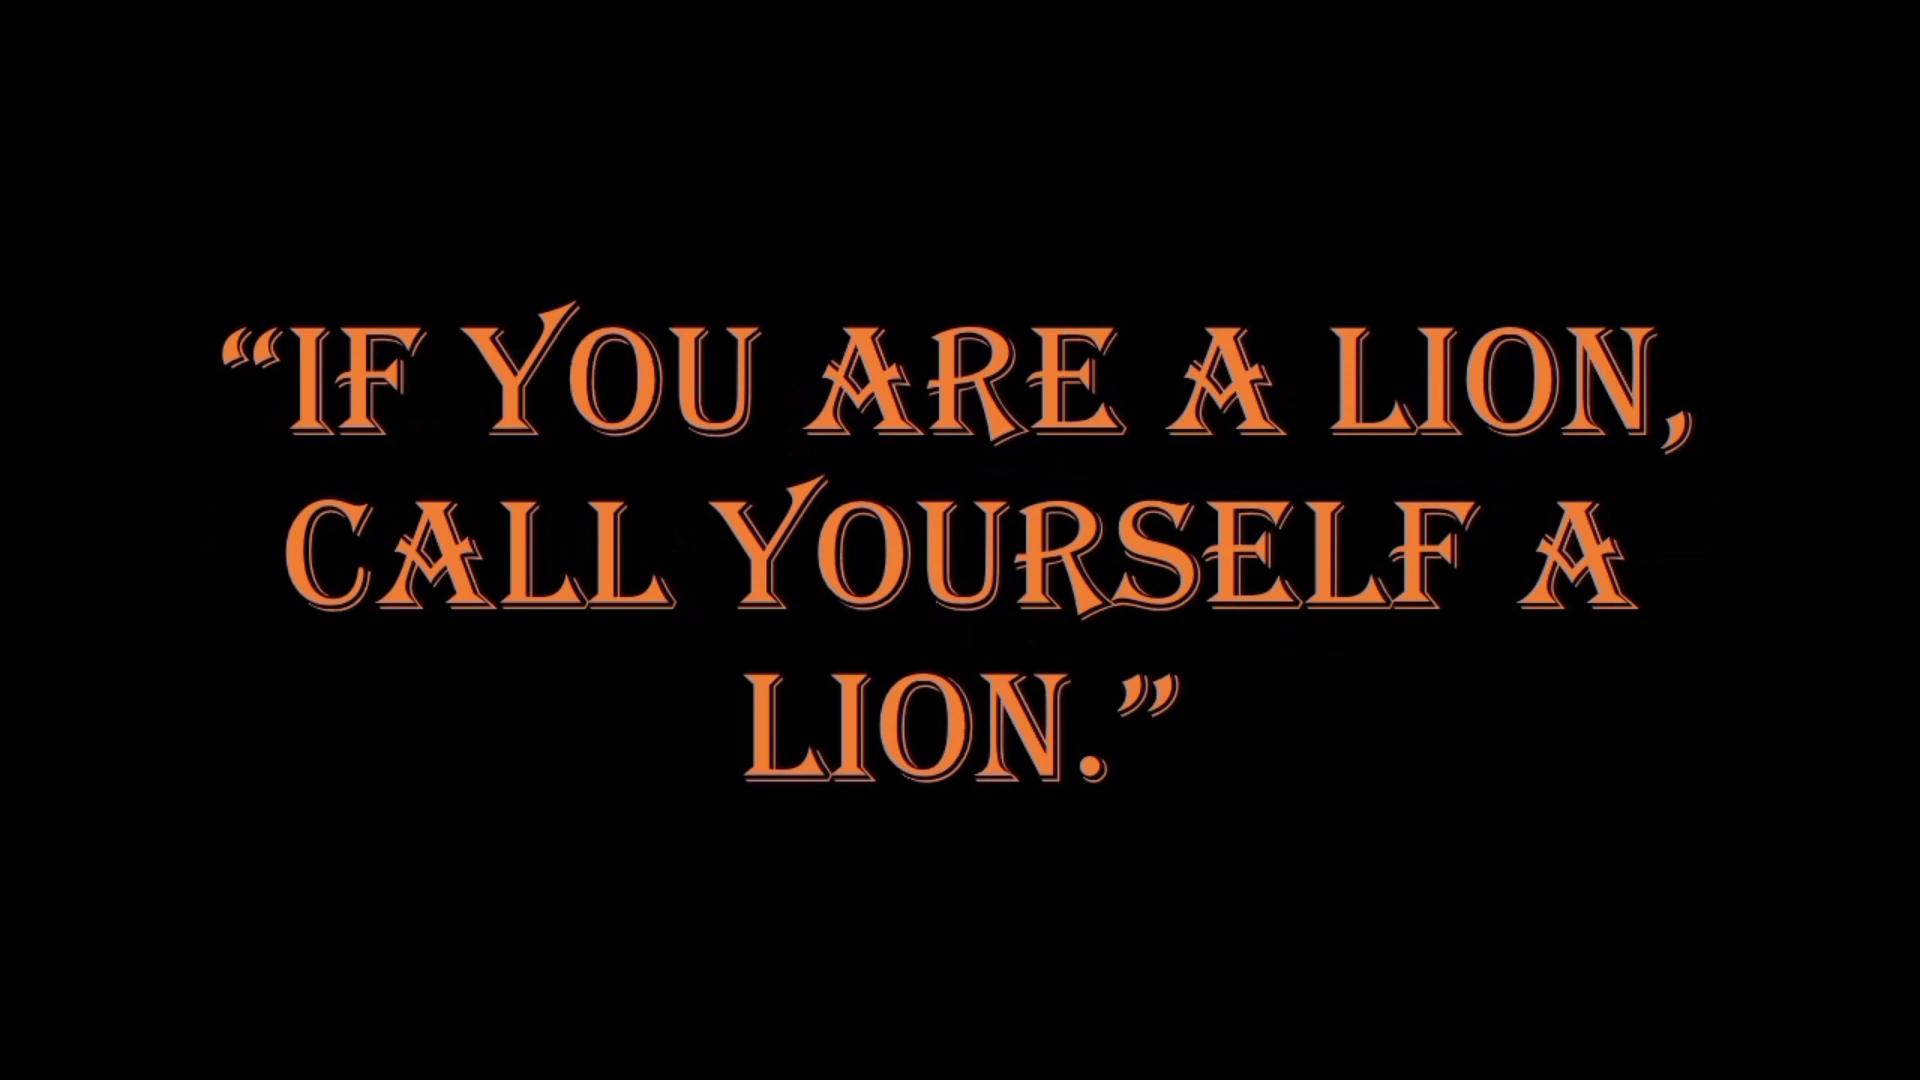 “IF YOU ARE A LION,
CALL YOURSELF A
LION.”